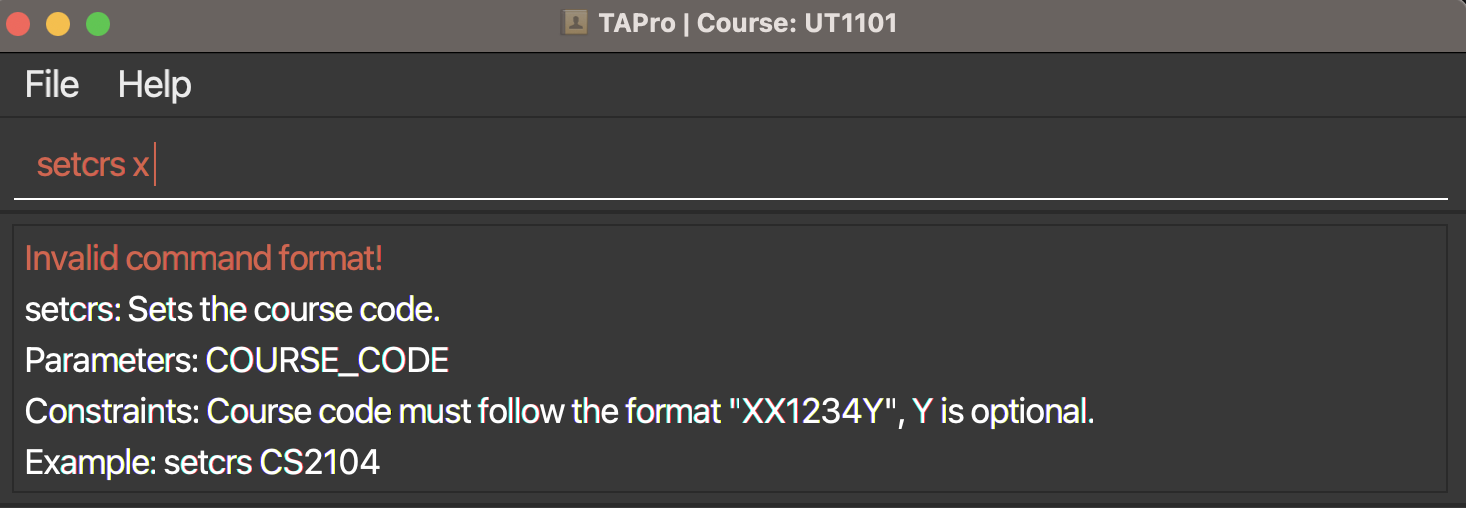 TAPro | Course: UT1101
File Help
setcrs x
Invalid command format!
setcrs: Sets the course code.
Parameters: COURSE_CODE
Constraints: Course code must follow the format "XX1234Y", Y is optional.
Example: setcrs CS2104